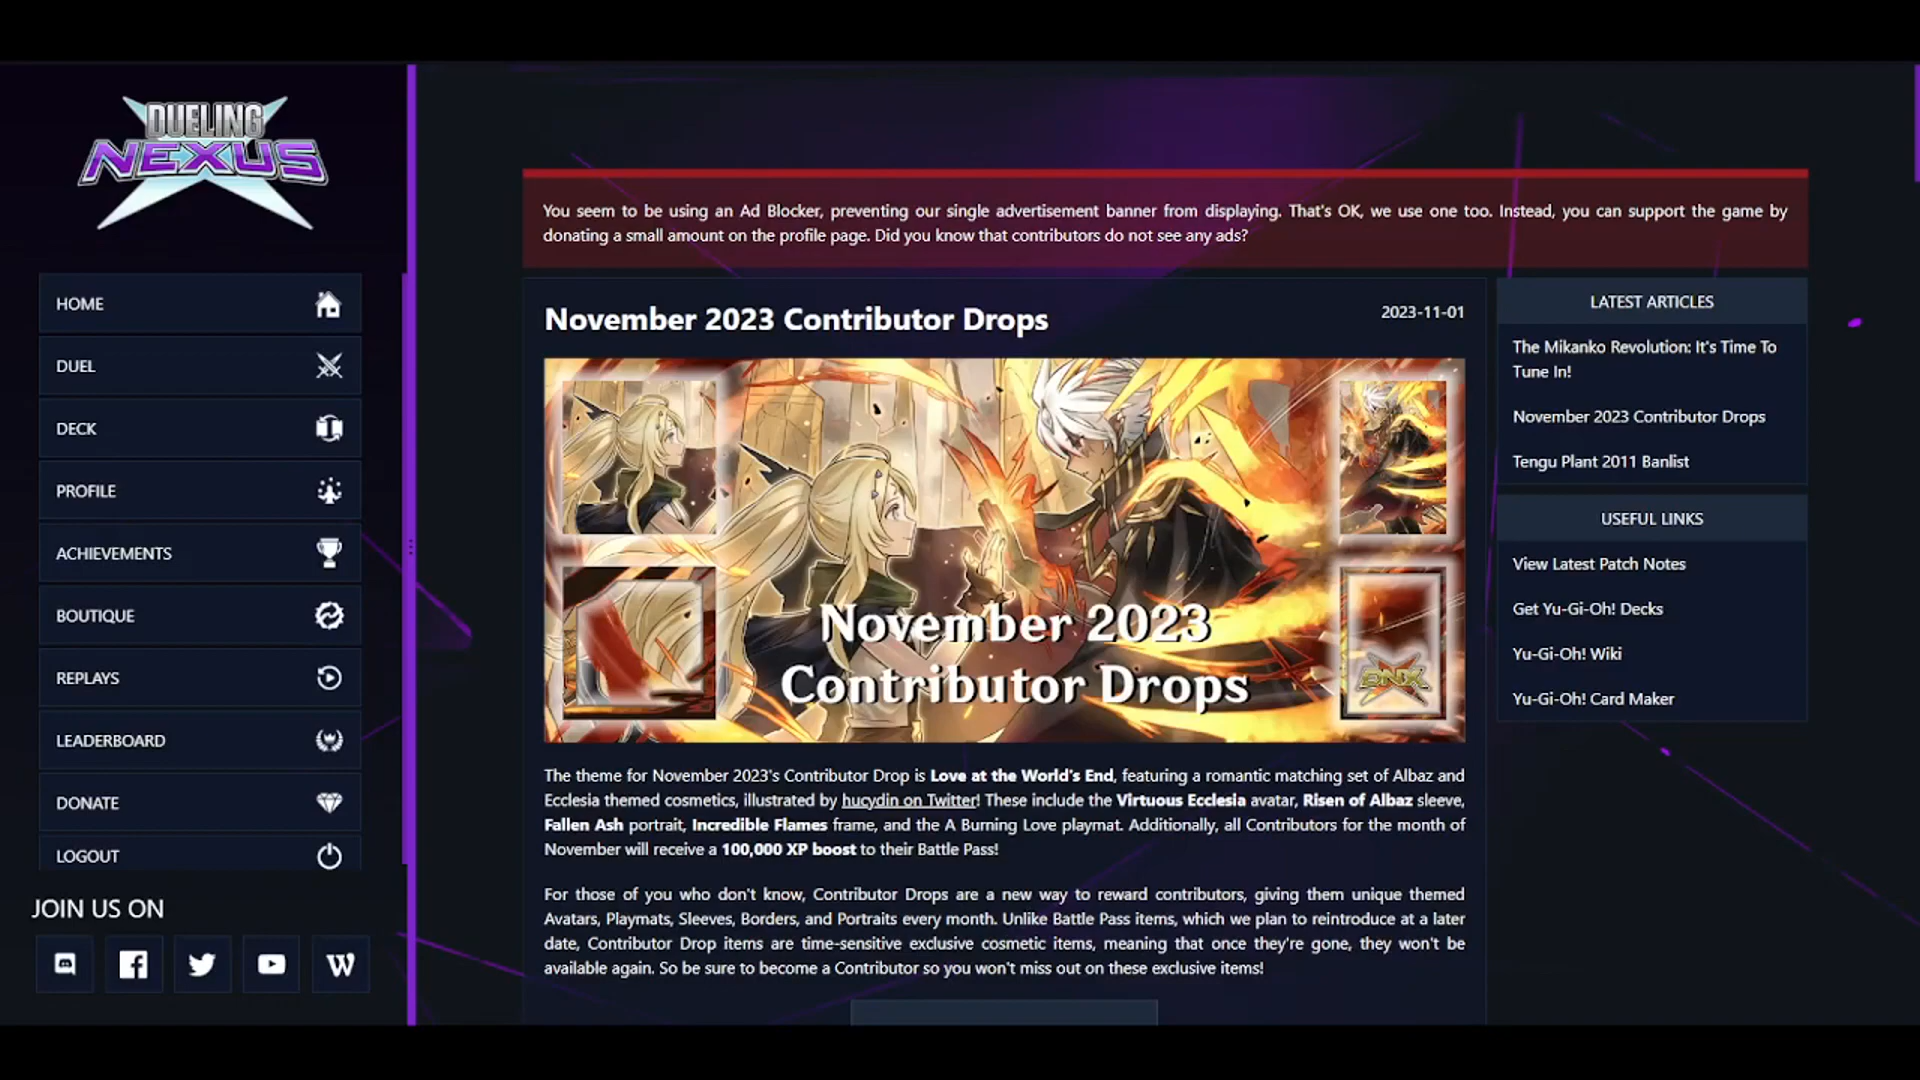 DUELING
NEXUS
HOME
DUEL
DECK
PROFILE
ACHIEVEMENTS
BOUTIQUE
REPLAYS
LEADERBOARD
DONATE
LOGOUT
JOIN US ON
You seem to be using an Ad Blocker, preventing our single advertisement banner from displaying. That's OK, we use one too. Instead, you can support the game by
donating a small amount on the profile page. Did you know that contributors do not see any ads?
November 2023 Contributor Drops
2023-11-01
November 2023
Contributor Drops
DNX
The theme for November 2023's Contributor Drop is Love at the World's End, featuring a romantic matching set of Albaz and
Ecclesia themed cosmetics, illustrated by hucydin on Twitter! These include the Virtuous Ecclesia avatar, Risen of Albaz sleeve,
Fallen Ash portrait, Incredible Flames frame, and the A Burning Love playmat. Additionally, all Contributors for the month of
November will receive a 100,000 XP boost to their Battle Pass!
For those of you who don't know, Contributor Drops are a new way to reward contributors, giving them unique themed
Avatars, Playmats, Sleeves, Borders, and Portraits every month. Unlike Battle Pass items, which we plan to reintroduce at a later
date, Contributor Drop items are time-sensitive exclusive cosmetic items, meaning that once they're gone, they won't be
available again. So be sure to become a Contributor so you won't miss out on these exclusive items!
LATEST ARTICLES
The Mikanko Revolution: It's Time To
Tune In!
November 2023 Contributor Drops
Tengu Plant 2011 Banlist
USEFUL LINKS
View Latest Patch Notes
Get Yu-Gi-Oh! Decks
Yu-Gi-Oh! Wiki
Yu-Gi-Oh! Card Maker